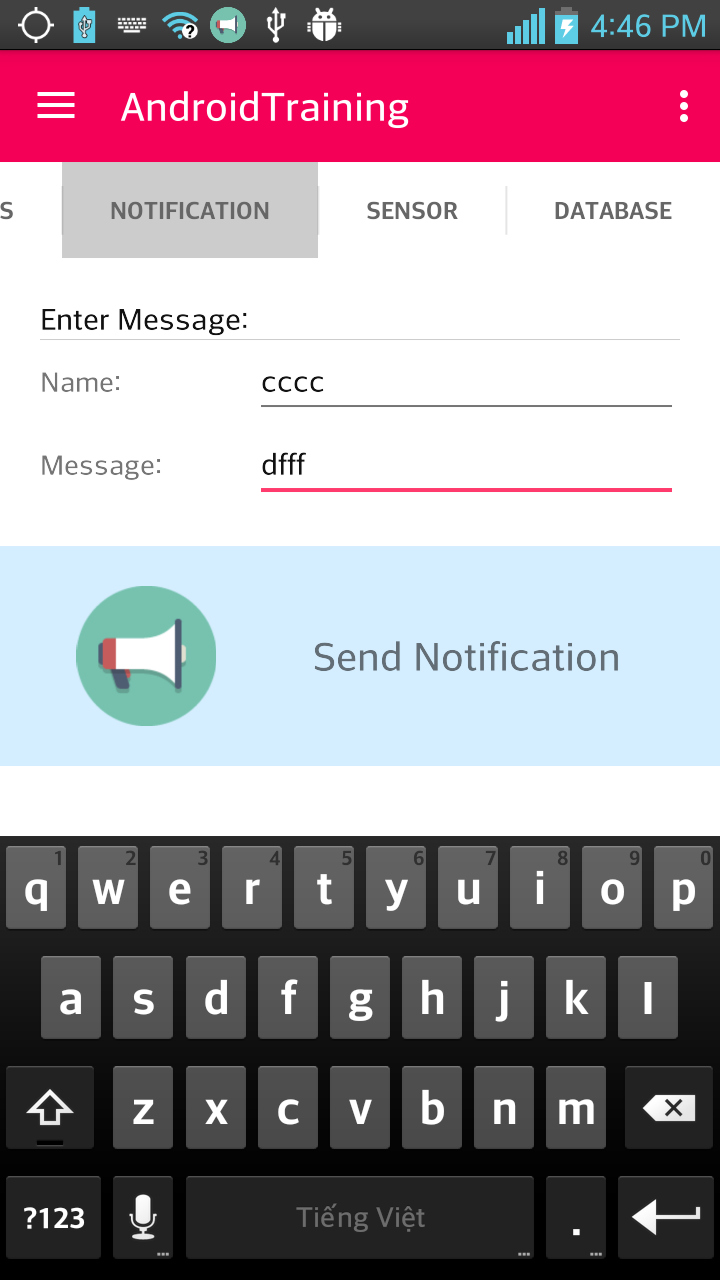 4:46 PM
AndroidTraining
S NOTIFICATION SENSOR DATABASE
Enter Message:
Name: cccc
Message: dfff
Send Notification
1 2 3 4 5 6 7 8 9 0
q w e r t y u i o p
a s d f g h j k l
z x c v b n m
?123 Tiếng Việt .